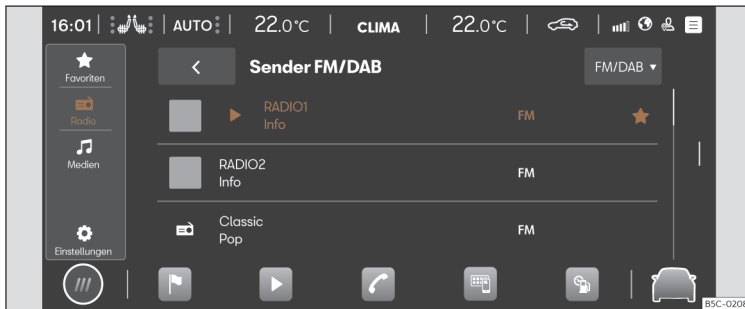 16:01 AUTO 22.0°C CLIMA 22.0°C
Favoriten
Radio
Medien
Einstellungen
Sender FM/DAB FM/DAB
RADIO1 FM
Info
RADIO2 FM
Info
Classic FM
Pop
B5C-0208